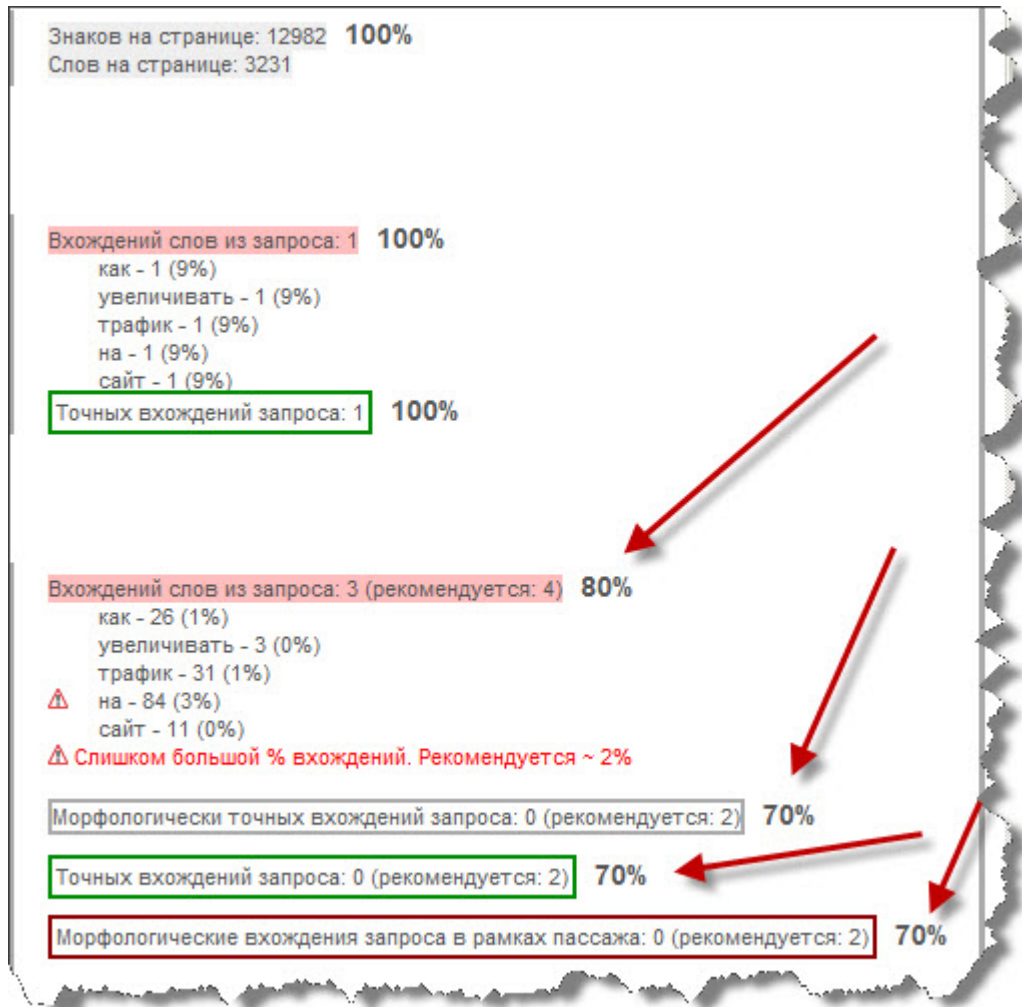 Знаков на странице: 12982 100%
Слов на странице: 3231
Вхождений слов из запроса: 1 100%
как - 1 (9%)
увеличивать - 1 (9%)
трафик - 1 (9%)
на - 1 (9%)
сайт - 1 (9%)
Точных вхождений запроса: 1 100%
Вхождений слов из запроса: 3 (рекомендуется: 4) 80%
как - 26 (1%)
увеличивать - 3 (0%)
трафик - 31 (1%)
на - 84 (3%)
сайт - 11 (0%)
Слишком большой % вхождений. Рекомендуется ~ 2%
Морфологически точных вхождений запроса: 0 (рекомендуется: 2) 70%
Точных вхождений запроса: 0 (рекомендуется: 2) 70%
Морфологические вхождения запроса в рамках пассажа: 0 (рекомендуется: 2) 70%